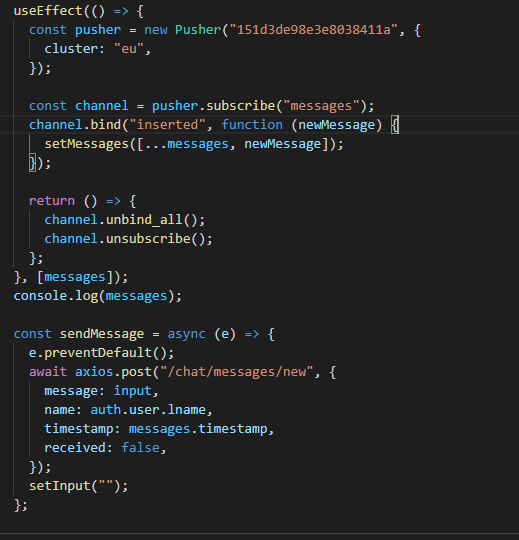 useEffect(() => {
const pusher = new Pusher("151d3de98e3e8038411a", {
cluster: "eu",
});
const channel = pusher.subscribe("messages");
channel.bind("inserted", function (newMessage) {
setMessages([...messages, newMessage]);
});
return () => {
channel.unbind_all();
channel.unsubscribe();
};
}, [messages]);
console.log(messages);
const sendMessage = async (e) => {
e.preventDefault();
await axios.post("/chat/messages/new", {
message: input,
name: auth.user.lname,
timestamp: messages.timestamp,
received: false,
});
setInput("");
};